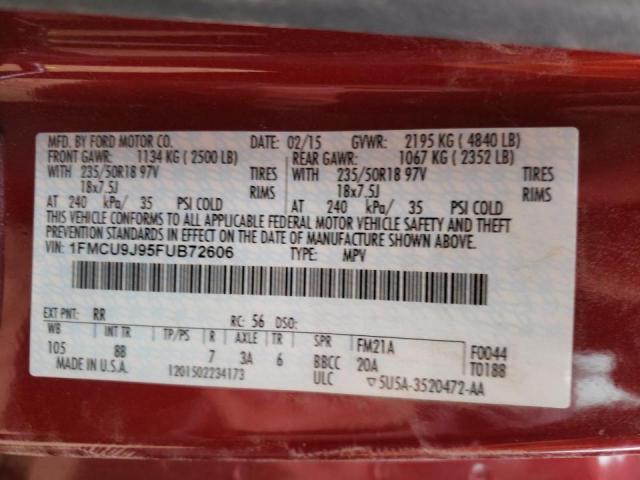 MFD. BY FORD MOTOR CO. DATE: 02/15 GVWR: 2195 KG ( 4840 LB)
FRONT GAWR: 1134 KG ( 2500 LB) REAR GAWR: 1067 KG ( 2352 LB)
WITH 235/50R18 97V TIRES WITH 235/50R18 97V TIRES
18x7.5J RIMS 18x7.5J RIMS
AT 240 kPa/ 35 PSI COLD AT 240 kPa/ 35 PSI COLD
THIS VEHICLE CONFORMS TO ALL APPLICABLE FEDERAL MOTOR VEHICLE SAFETY AND THEFT
PREVENTION STANDARDS IN EFFECT ON THE DATE OF MANUFACTURE SHOWN ABOVE.
VIN: 1FMCU9J95FUB72606 TYPE: MPV
EXT PNT: RR RC: 56 DSO:
WB INT TR TP/PS R AXLE TR SPR FM21A F0044
105 88 7 3A 6 BBCC 20A T0188
MADE IN U.S.A. 1201502234173 ULC ▽5U5A-3520472-AA